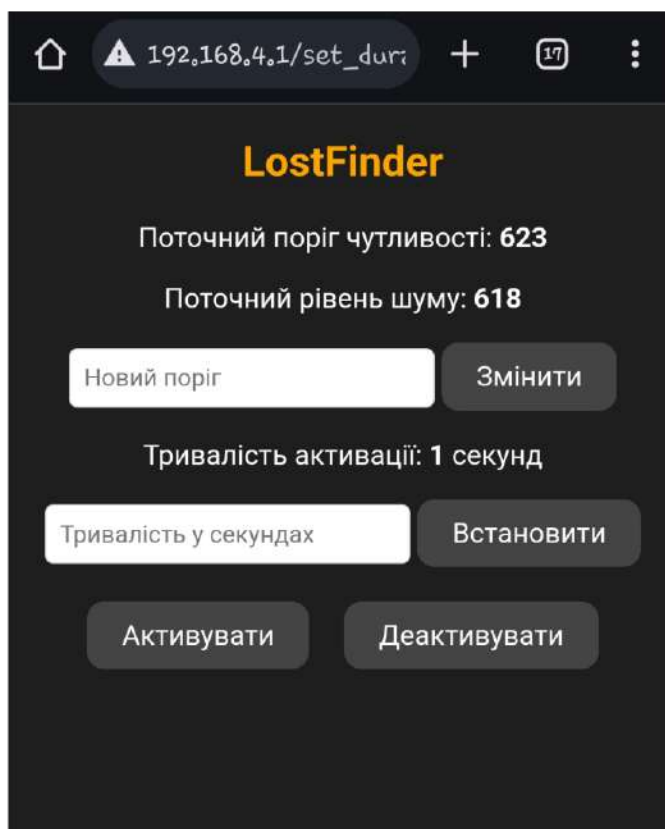 192.168.4.1/set_dura
17
LostFinder
Поточний поріг чутливості: 623
Поточний рівень шуму: 618
Новий поріг
Змінити
Тривалість активації: 1 секунд
Тривалість у секундах
Встановити
Активувати
Деактивувати